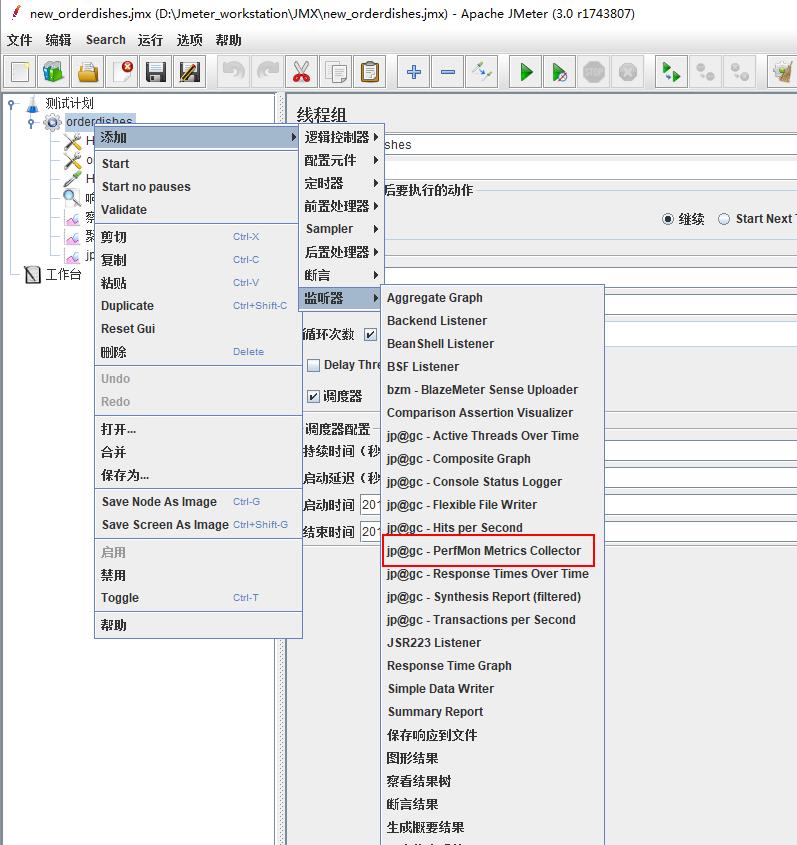 new_orderdishes.jmx (D:\Jmeter_workstation\JMX\new_orderdishes.jmx) - Apache JMeter (3.0 r1743807)
文件 编辑 Search 运行 选项 帮助
STOP
测试计划
orderdishes
H
o
H
响
察
聚
jp
工作台
线程组
shes
后要执行的动作
继续 Start Next T
循环次数
Delay Thre
调度器
调度器配置
持续时间（秒
启动延迟（秒
启动时间 201
结束时间 201
添加
Start
Start no pauses
Validate
剪切 Ctrl-X
复制 Ctrl-C
粘贴 Ctrl-V
Duplicate Ctrl+Shift-C
Reset Gui
删除 Delete
Undo
Redo
打开...
合并
保存为...
Save Node As Image Ctrl-G
Save Screen As Image Ctrl+Shift-G
启用
禁用
Toggle Ctrl-T
帮助
逻辑控制器
配置元件
定时器
前置处理器
Sampler
后置处理器
断言
监听器
Aggregate Graph
Backend Listener
BeanShell Listener
BSF Listener
bzm - BlazeMeter Sense Uploader
Comparison Assertion Visualizer
jp@gc - Active Threads Over Time
jp@gc - Composite Graph
jp@gc - Console Status Logger
jp@gc - Flexible File Writer
jp@gc - Hits per Second
jp@gc - PerfMon Metrics Collector
jp@gc - Response Times Over Time
jp@gc - Synthesis Report (filtered)
jp@gc - Transactions per Second
JSR223 Listener
Response Time Graph
Simple Data Writer
Summary Report
保存响应到文件
图形结果
察看结果树
断言结果
生成概要结果